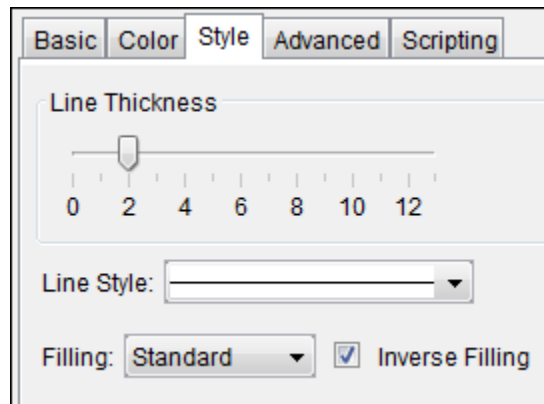 Basic Color Style Advanced Scripting
Line Thickness
0 2 4 6 8 10 12
Line Style:
Filling: Standard Inverse Filling